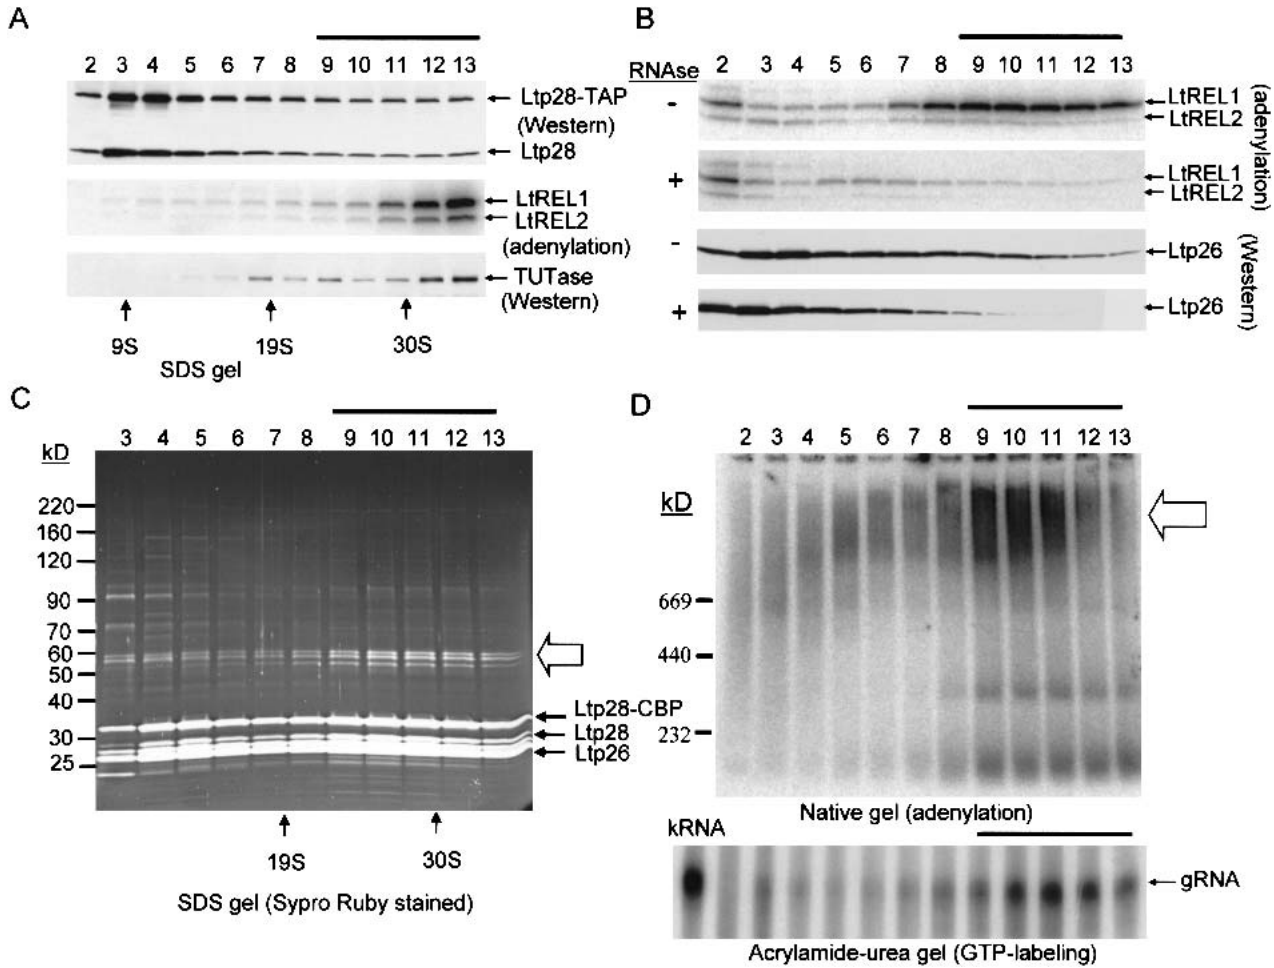 A
2 3 4 5 6 7 8 9 10 11 12 13
Ltp28-TAP
(Western)
Ltp28
LtREL1
LtREL2
(adenylation)
TUTase
(Western)
9S 19S 30S
SDS gel
B
RNAse
2 3 4 5 6 7 8 9 10 11 12 13
- LtREL1
LtREL2
+ LtREL1
LtREL2
(adenylation)
- Ltp26
+ Ltp26
(Western)
C
3 4 5 6 7 8 9 10 11 12 13
kD
220
160
120
90
70
60
50
40
30
25
Ltp28-CBP
Ltp28
Ltp26
19S 30S
SDS gel (Sypro Ruby stained)
D
2 3 4 5 6 7 8 9 10 11 12 13
kD
669
440
232
Native gel (adenylation)
kRNA
gRNA
Acrylamide-urea gel (GTP-labeling)